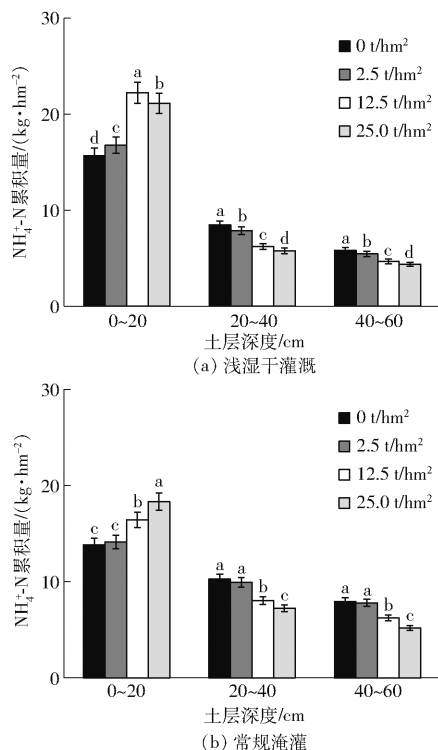 30
20
10
0
NH₄⁺-N累积量/(kg·hm⁻²)
0 t/hm²
2.5 t/hm²
12.5 t/hm²
25.0 t/hm²
d c a b
a b c d
a b c d
0~20 20~40 40~60
土层深度/cm
(a) 浅湿干灌溉
30
20
10
0
NH₄⁺-N累积量/(kg·hm⁻²)
0 t/hm²
2.5 t/hm²
12.5 t/hm²
25.0 t/hm²
c c b a
a a b c
a a b c
0~20 20~40 40~60
土层深度/cm
(b) 常规淹灌